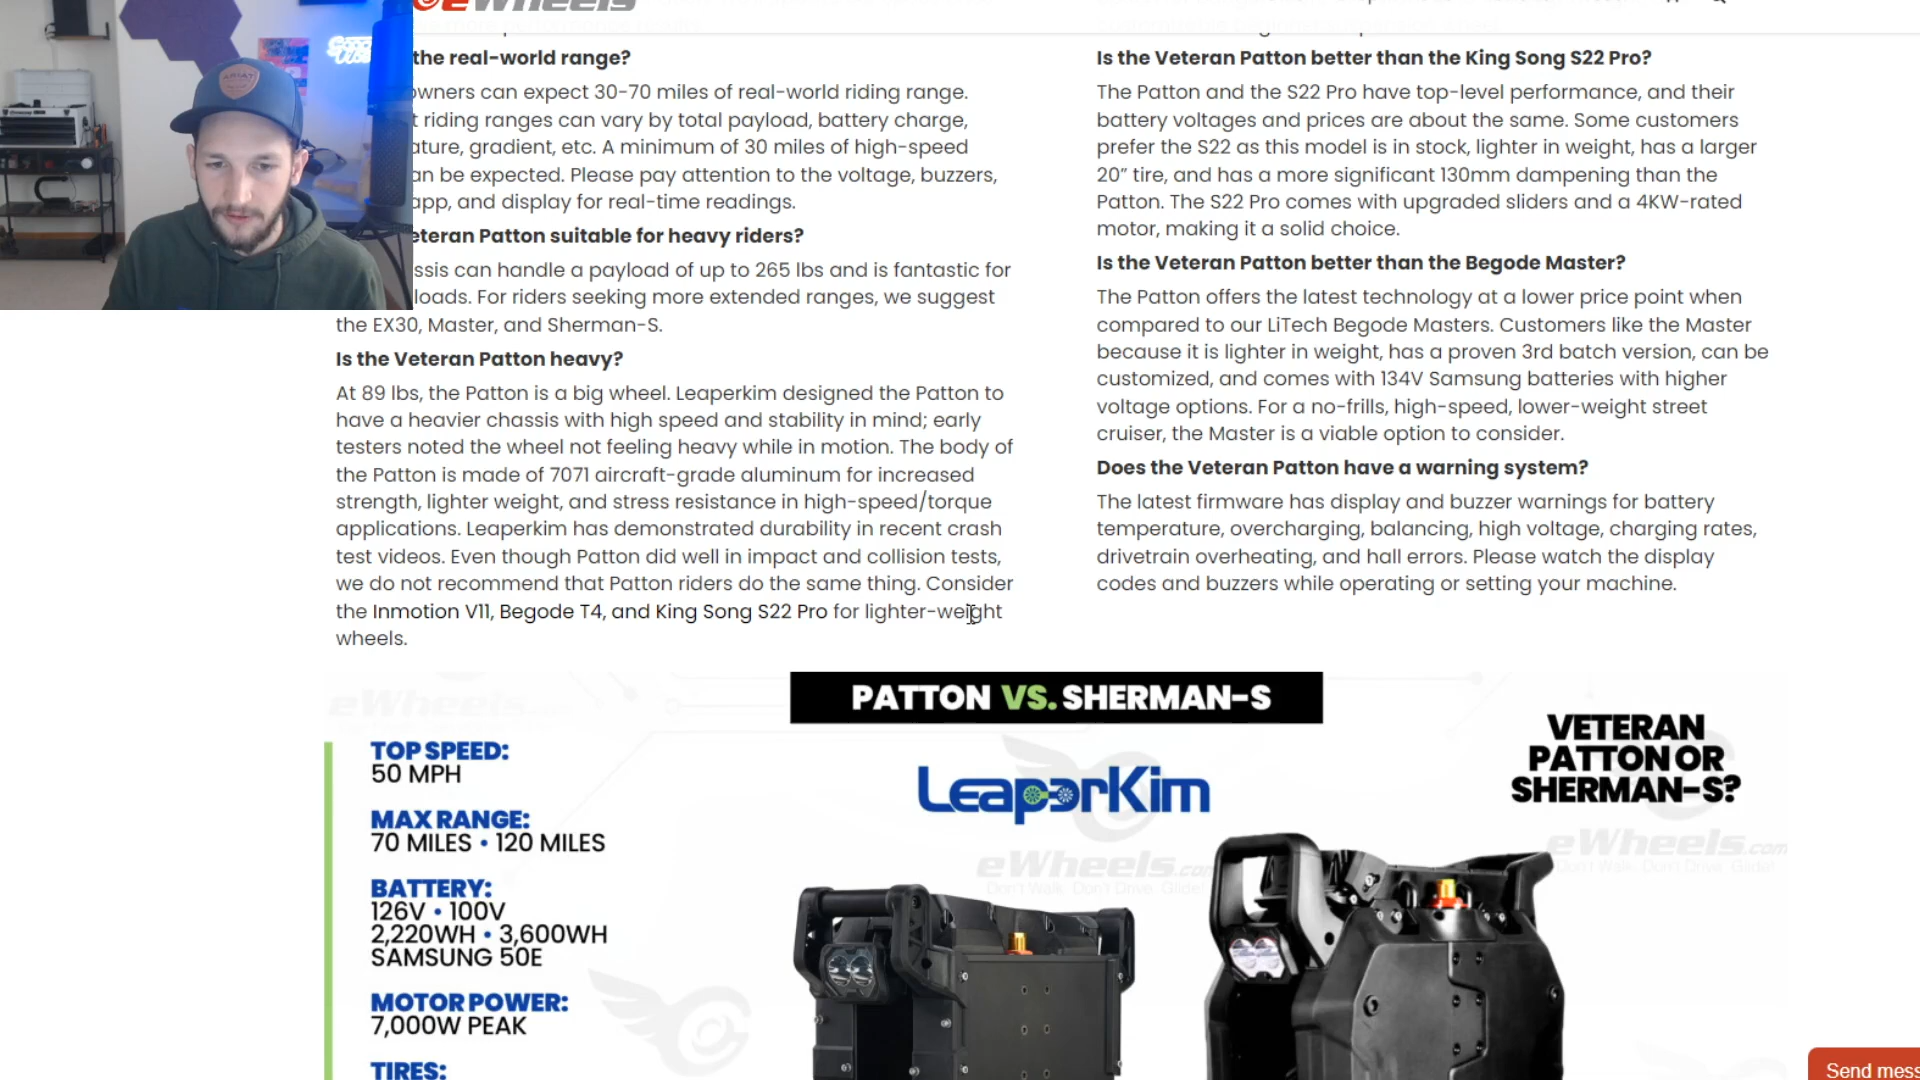 eWheels
ARIAT
the real-world range?
owners can expect 30-70 miles of real-world riding range.
riding ranges can vary by total payload, battery charge,
ature, gradient, etc. A minimum of 30 miles of high-speed
an be expected. Please pay attention to the voltage, buzzers,
app, and display for real-time readings.
eteran Patton suitable for heavy riders?
ssis can handle a payload of up to 265 lbs and is fantastic for
loads. For riders seeking more extended ranges, we suggest
the EX30, Master, and Sherman-S.
Is the Veteran Patton heavy?
At 89 lbs, the Patton is a big wheel. Leaperkim designed the Patton to
have a heavier chassis with high speed and stability in mind; early
testers noted the wheel not feeling heavy while in motion. The body of
the Patton is made of 7071 aircraft-grade aluminum for increased
strength, lighter weight, and stress resistance in high-speed/torque
applications. Leaperkim has demonstrated durability in recent crash
test videos. Even though Patton did well in impact and collision tests,
we do not recommend that Patton riders do the same thing. Consider
the Inmotion V11, Begode T4, and King Song S22 Pro for lighter-weight
wheels.
Is the Veteran Patton better than the King Song S22 Pro?
The Patton and the S22 Pro have top-level performance, and their
battery voltages and prices are about the same. Some customers
prefer the S22 as this model is in stock, lighter in weight, has a larger
20” tire, and has a more significant 130mm dampening than the
Patton. The S22 Pro comes with upgraded sliders and a 4KW-rated
motor, making it a solid choice.
Is the Veteran Patton better than the Begode Master?
The Patton offers the latest technology at a lower price point when
compared to our LiTech Begode Masters. Customers like the Master
because it is lighter in weight, has a proven 3rd batch version, can be
customized, and comes with 134V Samsung batteries with higher
voltage options. For a no-frills, high-speed, lower-weight street
cruiser, the Master is a viable option to consider.
Does the Veteran Patton have a warning system?
The latest firmware has display and buzzer warnings for battery
temperature, overcharging, balancing, high voltage, charging rates,
drivetrain overheating, and hall errors. Please watch the display
codes and buzzers while operating or setting your machine.
PATTON VS. SHERMAN-S
eWheels.com
TOP SPEED:
50 MPH
MAX RANGE:
70 MILES • 120 MILES
BATTERY:
126V • 100V
2,220WH • 3,600WH
SAMSUNG 50E
MOTOR POWER:
7,000W PEAK
TIRES:
LeaperKim
eWheels.com
Don't Walk. Don't Drive. Glide!
VETERAN
PATTON OR
SHERMAN-S?
eWheels.com
Don't Walk. Don't Drive. Glide!
Send mess